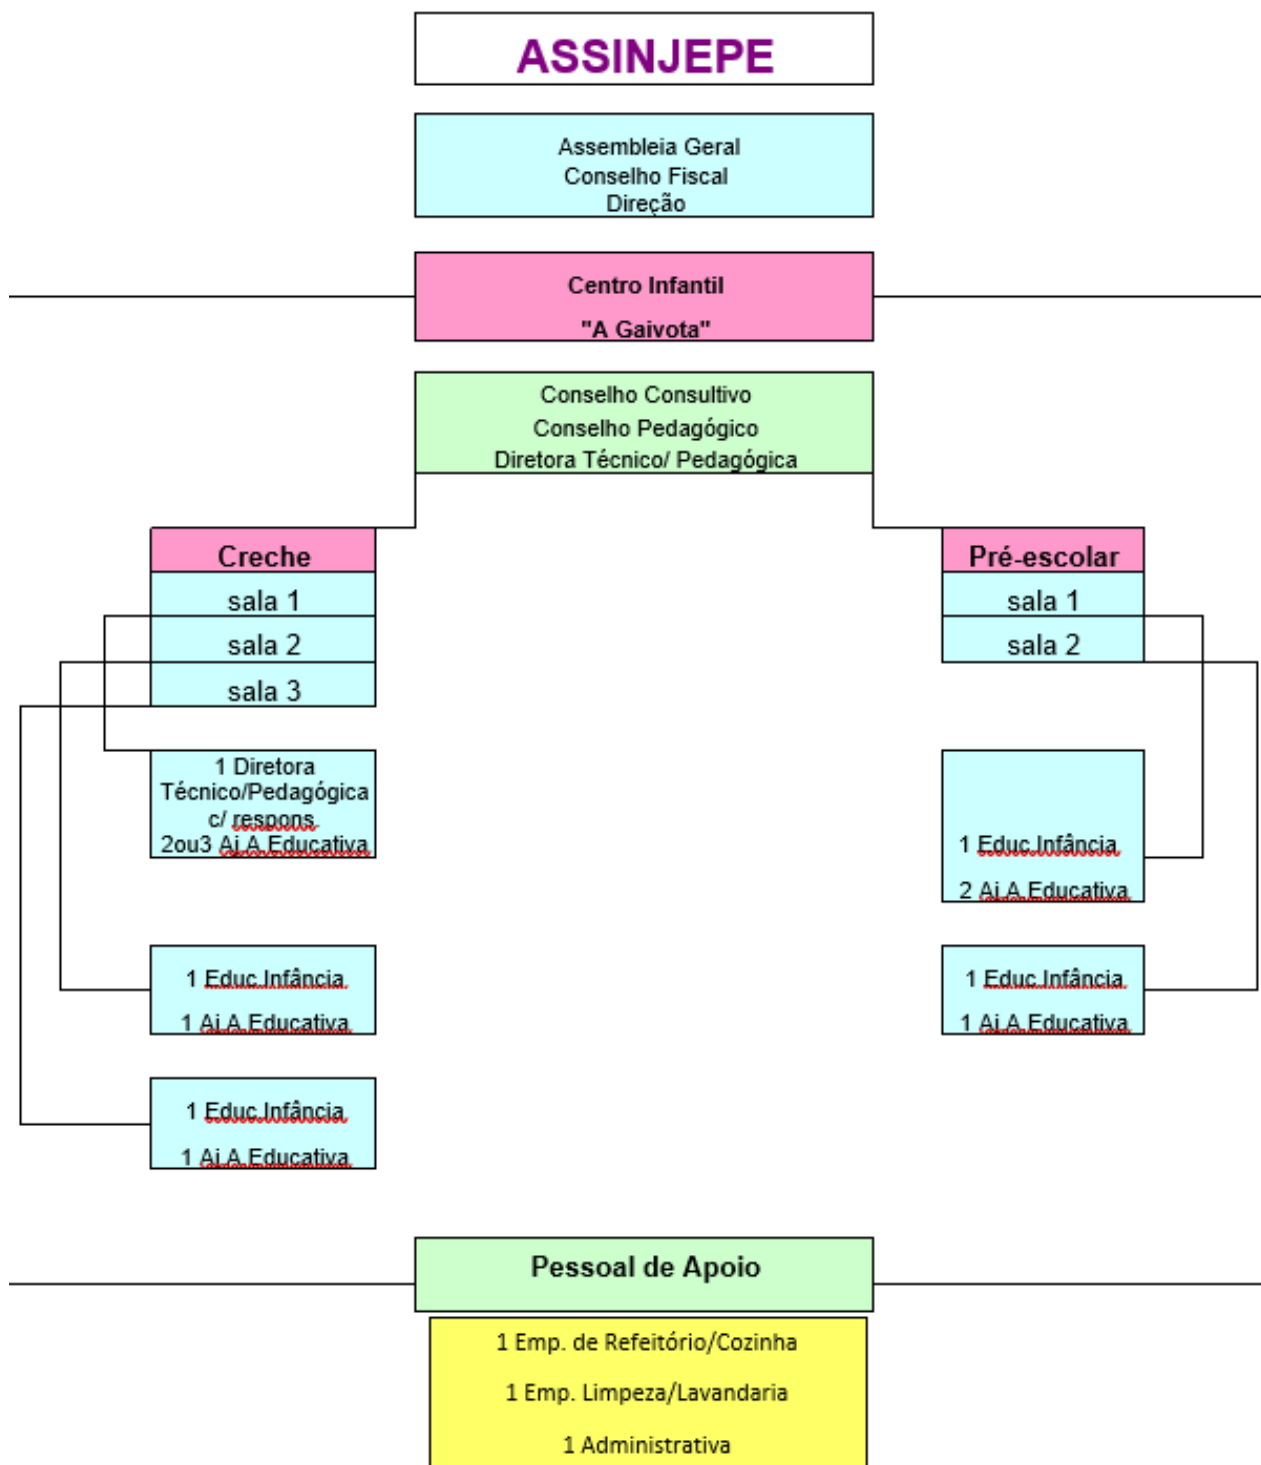 ASSINJEPE
Assembleia Geral
Conselho Fiscal
Direção
Centro Infantil
"A Gaivota"
Conselho Consultivo
Conselho Pedagógico
Diretora Técnico/ Pedagógica
Creche
sala 1
sala 2
sala 3
1 Diretora
Técnico/Pedagógica
c/ respons.
2ou3 Aj.A.Educativa
1 Educ.Infância
1 Aj.A.Educativa
1 Educ.Infância
1 Aj.A.Educativa
Pré-escolar
sala 1
sala 2
1 Educ.Infância
2 Aj.A.Educativa
1 Educ.Infância
1 Aj.A.Educativa
Pessoal de Apoio
1 Emp. de Refeitório/Cozinha
1 Emp. Limpeza/Lavandaria
1 Administrativa